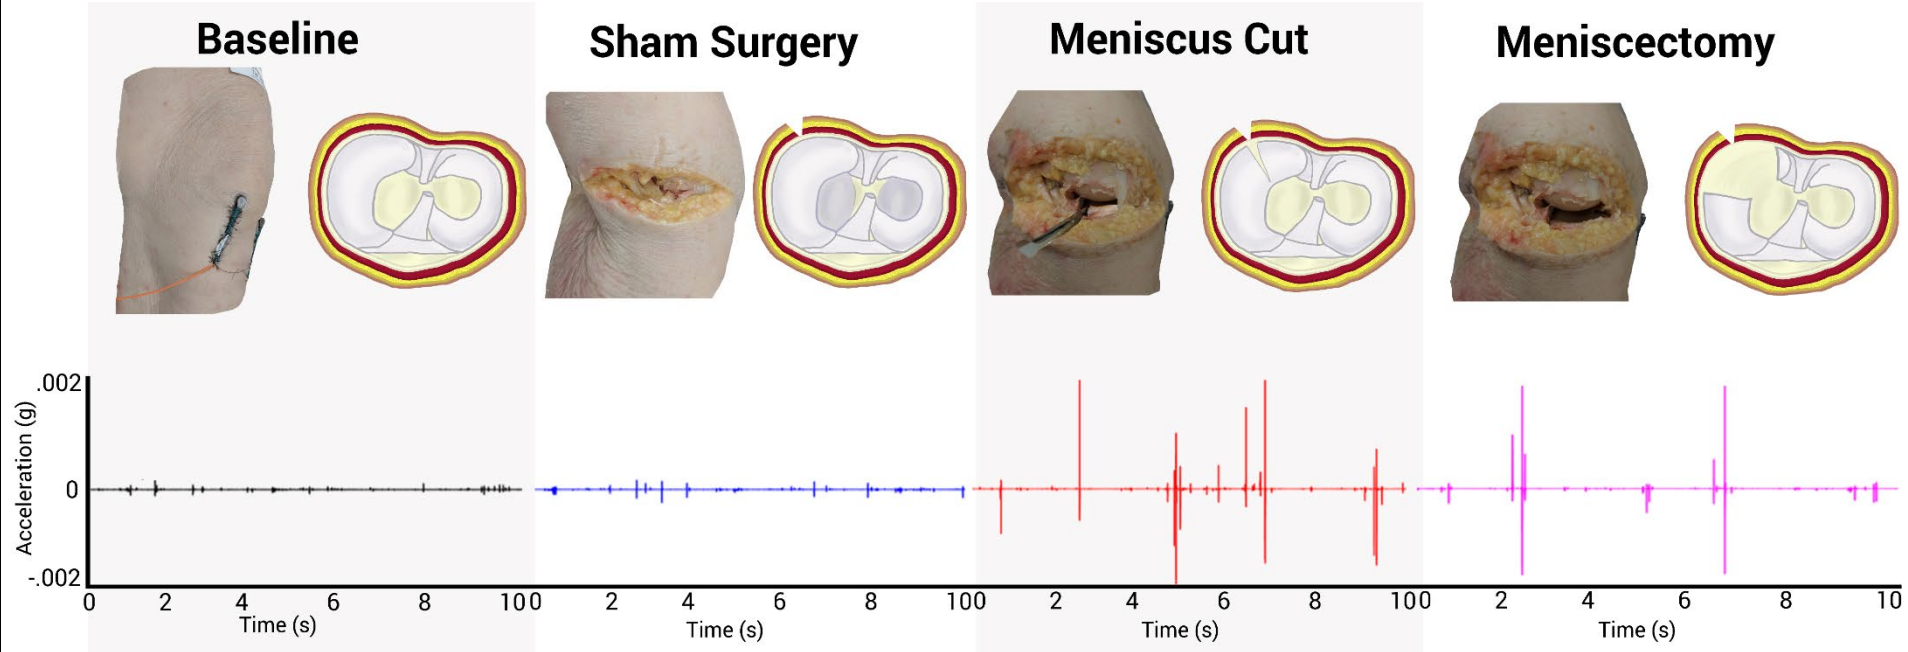 Baseline
Sham Surgery
Meniscus Cut
Meniscectomy
Acceleration (g)
.002
0
-.002
0 2 4 6 8 10
0 2 4 6 8 10
0 2 4 6 8 10
0 2 4 6 8 10
Time (s)
Time (s)
Time (s)
Time (s)